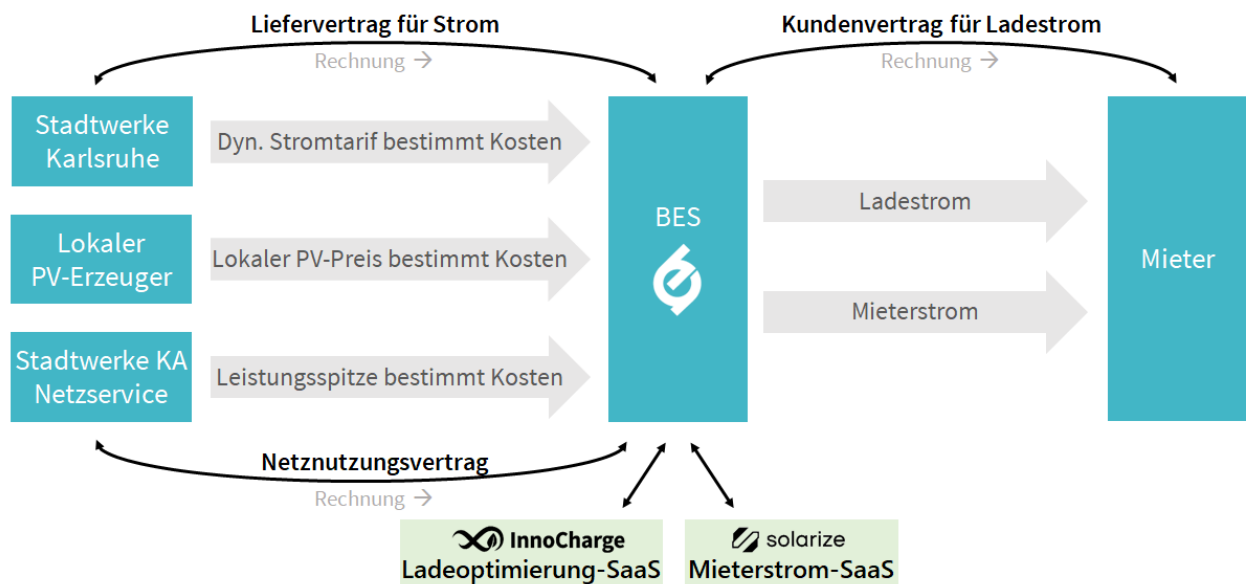 Liefervertrag für Strom
Rechnung →
Kundenvertrag für Ladestrom
Rechnung →
Stadtwerke
Karlsruhe
Dyn. Stromtarif bestimmt Kosten
Lokaler
PV-Erzeuger
Lokaler PV-Preis bestimmt Kosten
Stadtwerke KA
Netzservice
Leistungsspitze bestimmt Kosten
BES
Ladestrom
Mieterstrom
Mieter
Netznutzungsvertrag
Rechnung →
InnoCharge
Ladeoptimierung-SaaS
solarize
Mieterstrom-SaaS